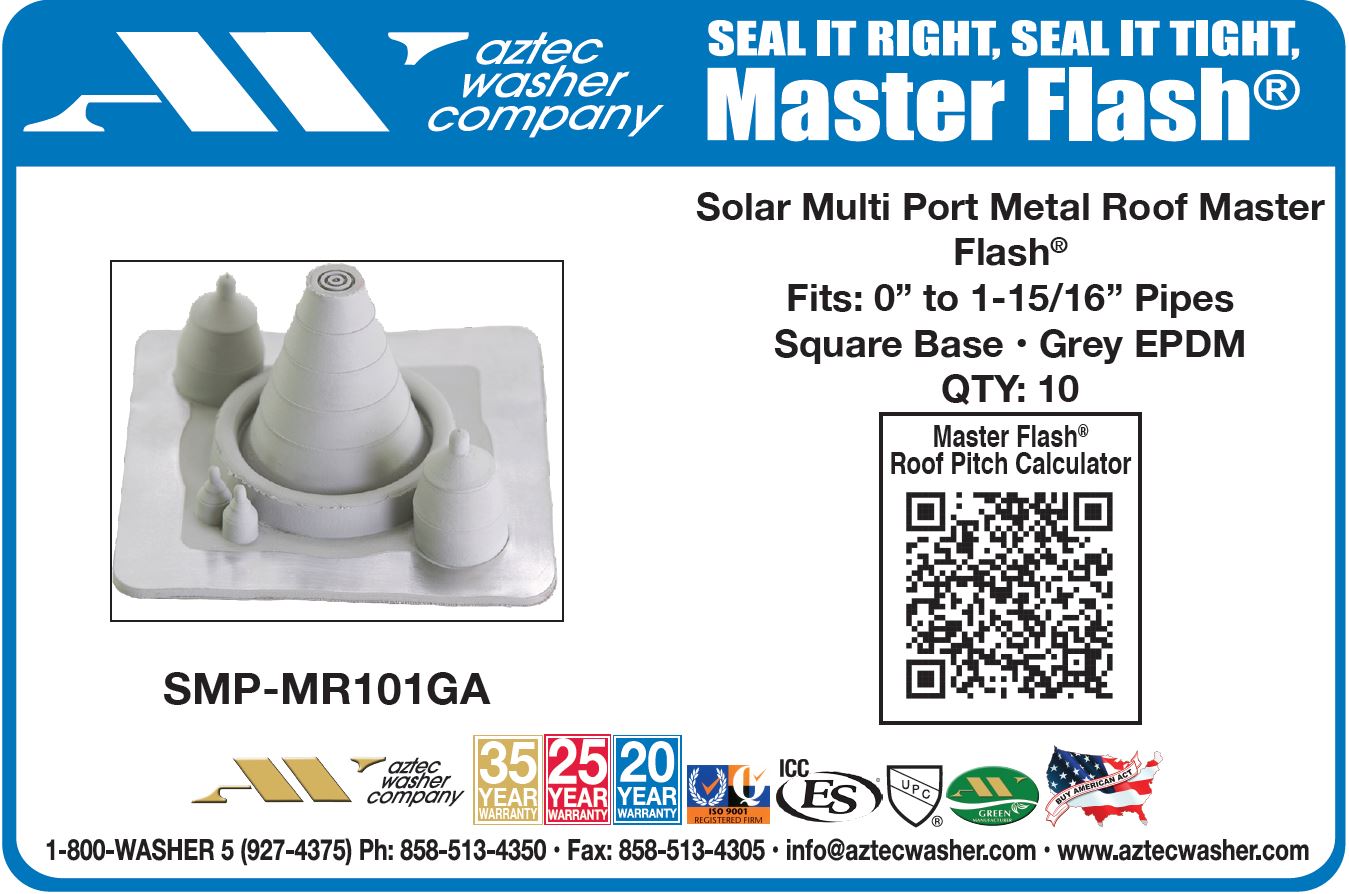 aztec
washer
company
SEAL IT RIGHT, SEAL IT TIGHT,
Master Flash®
Solar Multi Port Metal Roof Master
Flash®
Fits: 0” to 1-15/16” Pipes
Square Base • Grey EPDM
QTY: 10
Master Flash®
Roof Pitch Calculator
SMP-MR101GA
aztec
washer
company
35
YEAR
WARRANTY
25
YEAR
WARRANTY
20
YEAR
WARRANTY
ISO 9001
REGISTERED FIRM
ICC
ES
UPC
®
GREEN
MANUFACTURER
BUY AMERICAN ACT
1-800-WASHER 5 (927-4375) Ph: 858-513-4350 • Fax: 858-513-4305 • info@aztecwasher.com • www.aztecwasher.com